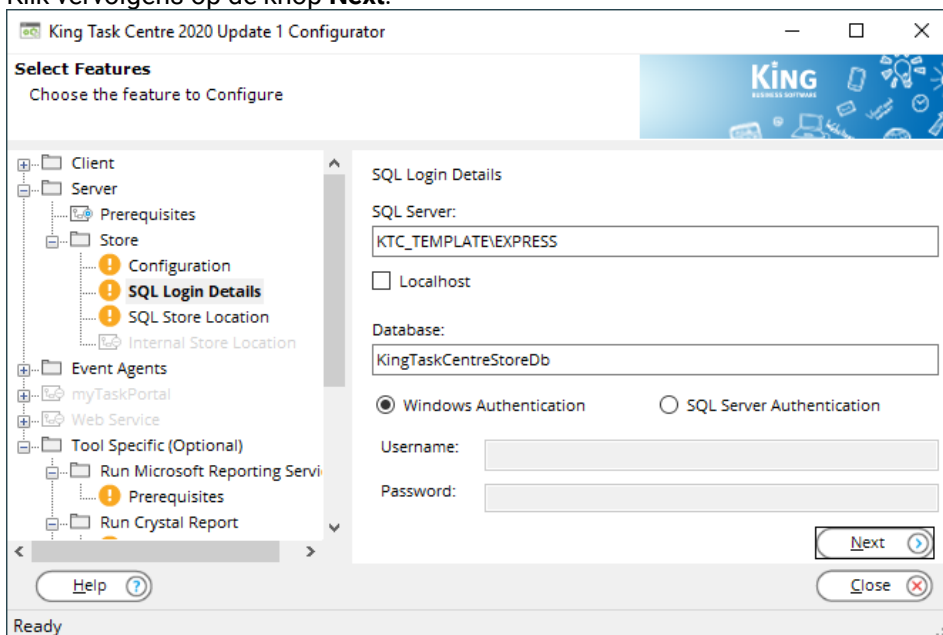 Klik vervolgens op de knop Next.
King Task Centre 2020 Update 1 Configurator
Select Features
Choose the feature to Configure
KING
BUSINESS SOFTWARE
Client
Server
Prerequisites
Store
Configuration
SQL Login Details
SQL Store Location
Internal Store Location
Event Agents
myTaskPortal
Web Service
Tool Specific (Optional)
Run Microsoft Reporting Servi
Prerequisites
Run Crystal Report
SQL Login Details
SQL Server:
KTC_TEMPLATE\EXPRESS
Localhost
Database:
KingTaskCentreStoreDb
Windows Authentication
SQL Server Authentication
Username:
Password:
Next
Help
Close
Ready